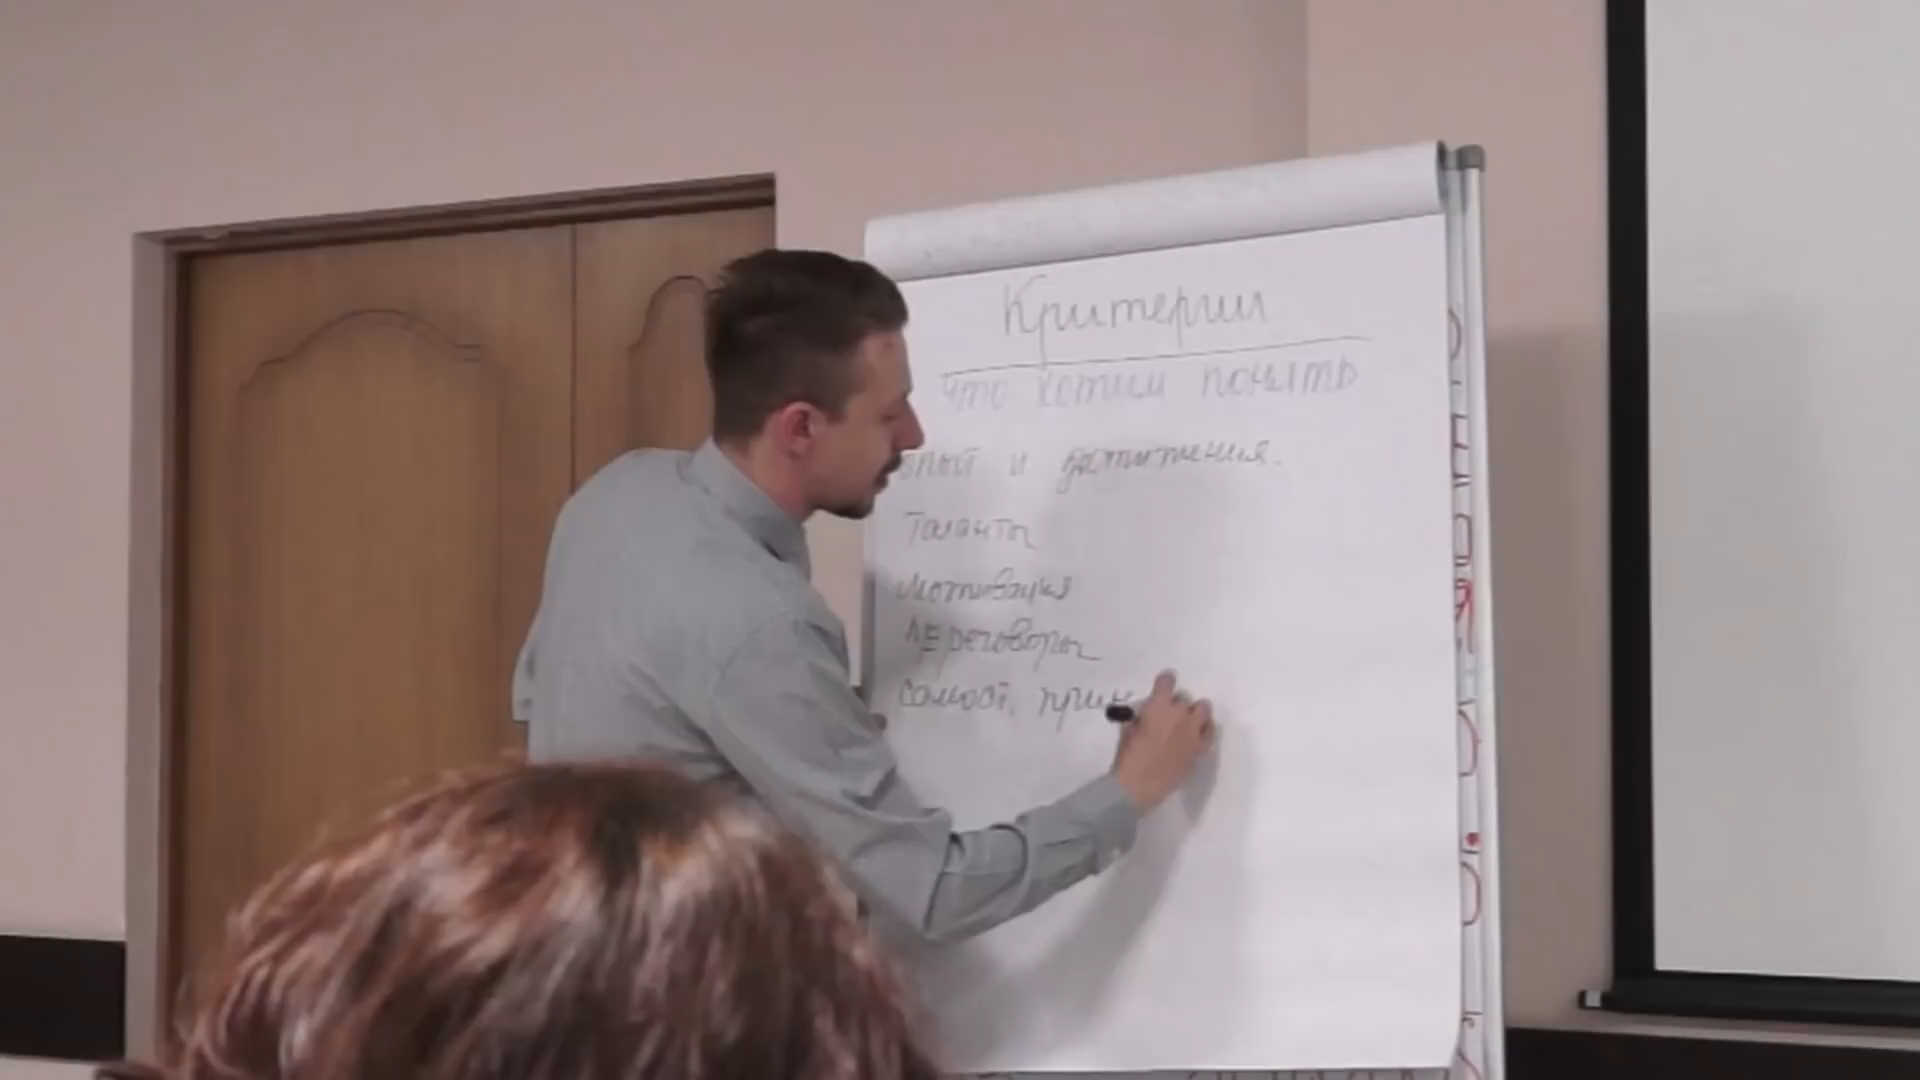 Критерии
что хотим понять
опыт и достижения.
Таланты
Мотивация
пЕреговоры
самост. прин